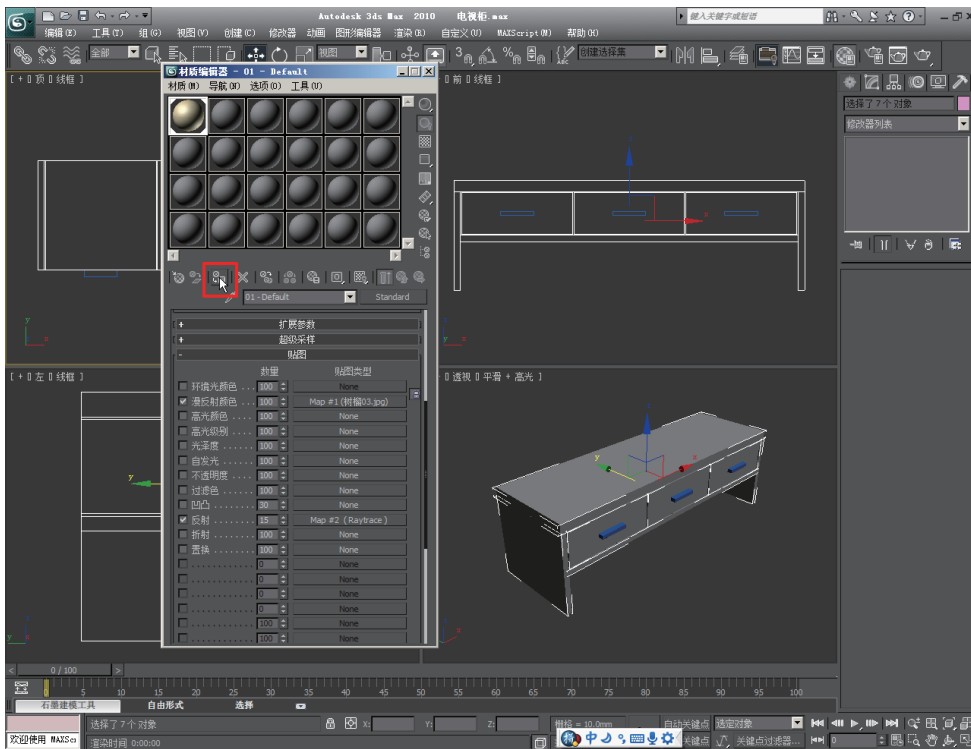 Autodesk 3ds Max 2010 电视柜.max
键入关键字或短语
编辑(E) 工具(T) 组(G) 视图(V) 创建(C) 修改器 动画 图形编辑器 渲染(R) 自定义(U) MAXScript(M) 帮助(H)
全部 视图 创建选择集
[ + 0 顶 0 线框 ]
0 前 0 线框 ]
材质编辑器 - 01 - Default
材质(M) 导航(N) 选项(O) 工具(U)
01 - Default Standard
+ 扩展参数
+ 超级采样
- 贴图
数量 贴图类型
环境光颜色 . . . 100 None
漫反射颜色 . . . 100 Map #1 (树榴03.jpg)
高光颜色 . . . . 100 None
高光级别 . . . . 100 None
光泽度 . . . . . . 100 None
自发光 . . . . . . 100 None
不透明度 . . . . 100 None
过滤色 . . . . . . 100 None
凹凸 . . . . . . . . 30 None
反射 . . . . . . . . 15 Map #2 ( Raytrace )
折射 . . . . . . . . 100 None
置换 . . . . . . . . 100 None
. . . . . . . . . . . . 0 None
. . . . . . . . . . . . 0 None
. . . . . . . . . . . . 0 None
. . . . . . . . . . . . 0 None
. . . . . . . . . . . . 100 None
. . . . . . . . . . . . 100 None
选择了 7 个 对象
修改器列表
[ + 0 左 0 线框 ]
0 透视 0 平滑 + 高光 ]
0 / 100
0 5 10 15 20 25 30 35 40 45 50 55 60 65 70 75 80 85 90 95 100
石墨建模工具 自由形式 选择
选择了 7 个 对象 X: Y: Z: 栅格 = 10.0mm 自动关键点 选定对象
欢迎使用 MAXSc 渲染时间 0:00:00 中 关键点 关键点过滤器... 0